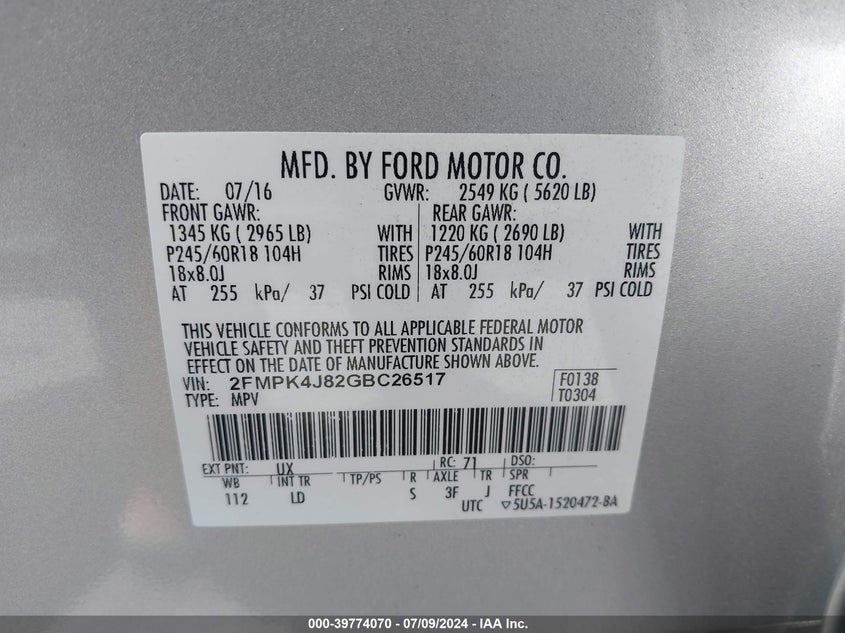 MFD. BY FORD MOTOR CO.
DATE: 07/16 GVWR: 2549 KG ( 5620 LB)
FRONT GAWR: REAR GAWR:
1345 KG ( 2965 LB) WITH 1220 KG ( 2690 LB) WITH
P245/60R18 104H TIRES P245/60R18 104H TIRES
18x8.0J RIMS 18x8.0J RIMS
AT 255 kPa/ 37 PSI COLD AT 255 kPa/ 37 PSI COLD
THIS VEHICLE CONFORMS TO ALL APPLICABLE FEDERAL MOTOR
VEHICLE SAFETY AND THEFT PREVENTION STANDARDS IN
EFFECT ON THE DATE OF MANUFACTURE SHOWN ABOVE.
VIN: 2FMPK4J82GBC26517 F0138
TYPE: MPV T0304
EXT PNT: UX RC: 71 DSO:
WB INT TR TP/PS R AXLE TR SPR
112 LD S 3F J FFCC
UTC ▽5U5A-1520472-BA
000-39774070 - 07/09/2024 - IAA Inc.